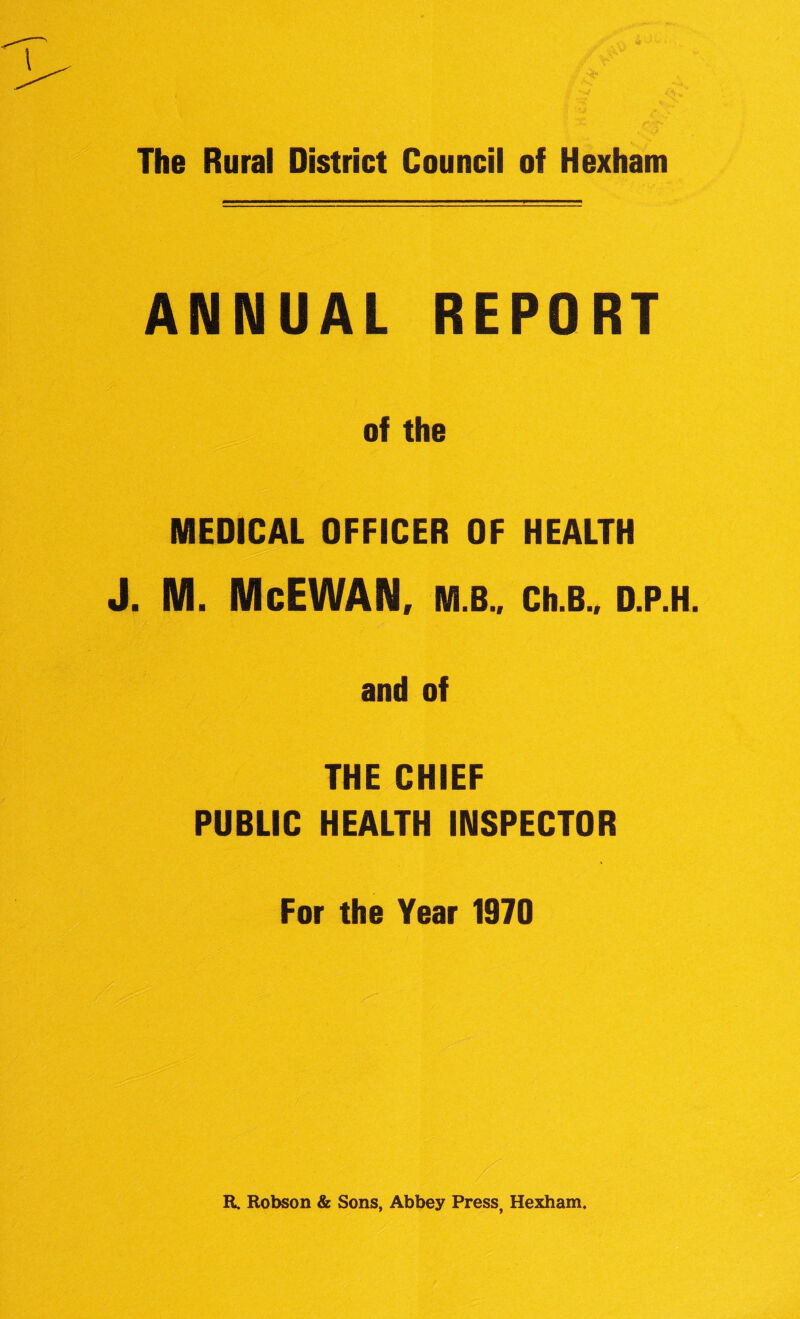 The Rural District Council of Hexham
ANNUAL REPORT
of the
MEDICAL OFFICER OF HEALTH
J. M. McEWAN, M.B., Ch.B., D.P.H.
and of
THE CHIEF
PUBLIC HEALTH INSPECTOR
For the Year 1970
R. Robson & Sons, Abbey Press, Hexham.